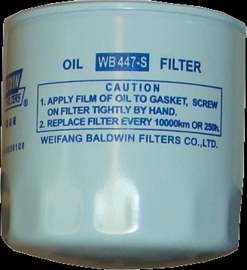 OIL WB447-S FILTER
CAUTION
1. APPLY FILM OF OIL TO GASKET, SCREW
ON FILTER TIGHTLY BY HAND.
2. REPLACE FILTER EVERY 10000km OR 250h.
WEIFANG BALDWIN FILTERS CO.,LTD.